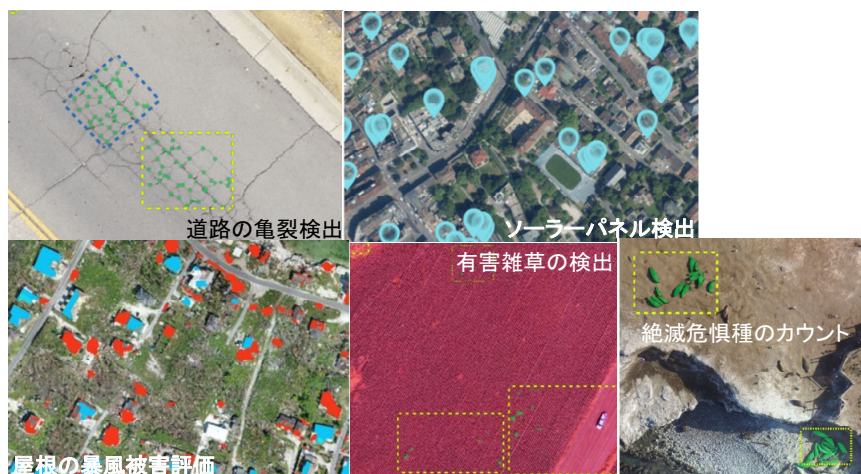 道路の亀裂検出
ソーラーパネル検出
有害雑草の検出
絶滅危惧種のカウント
屋根の暴風被害評価